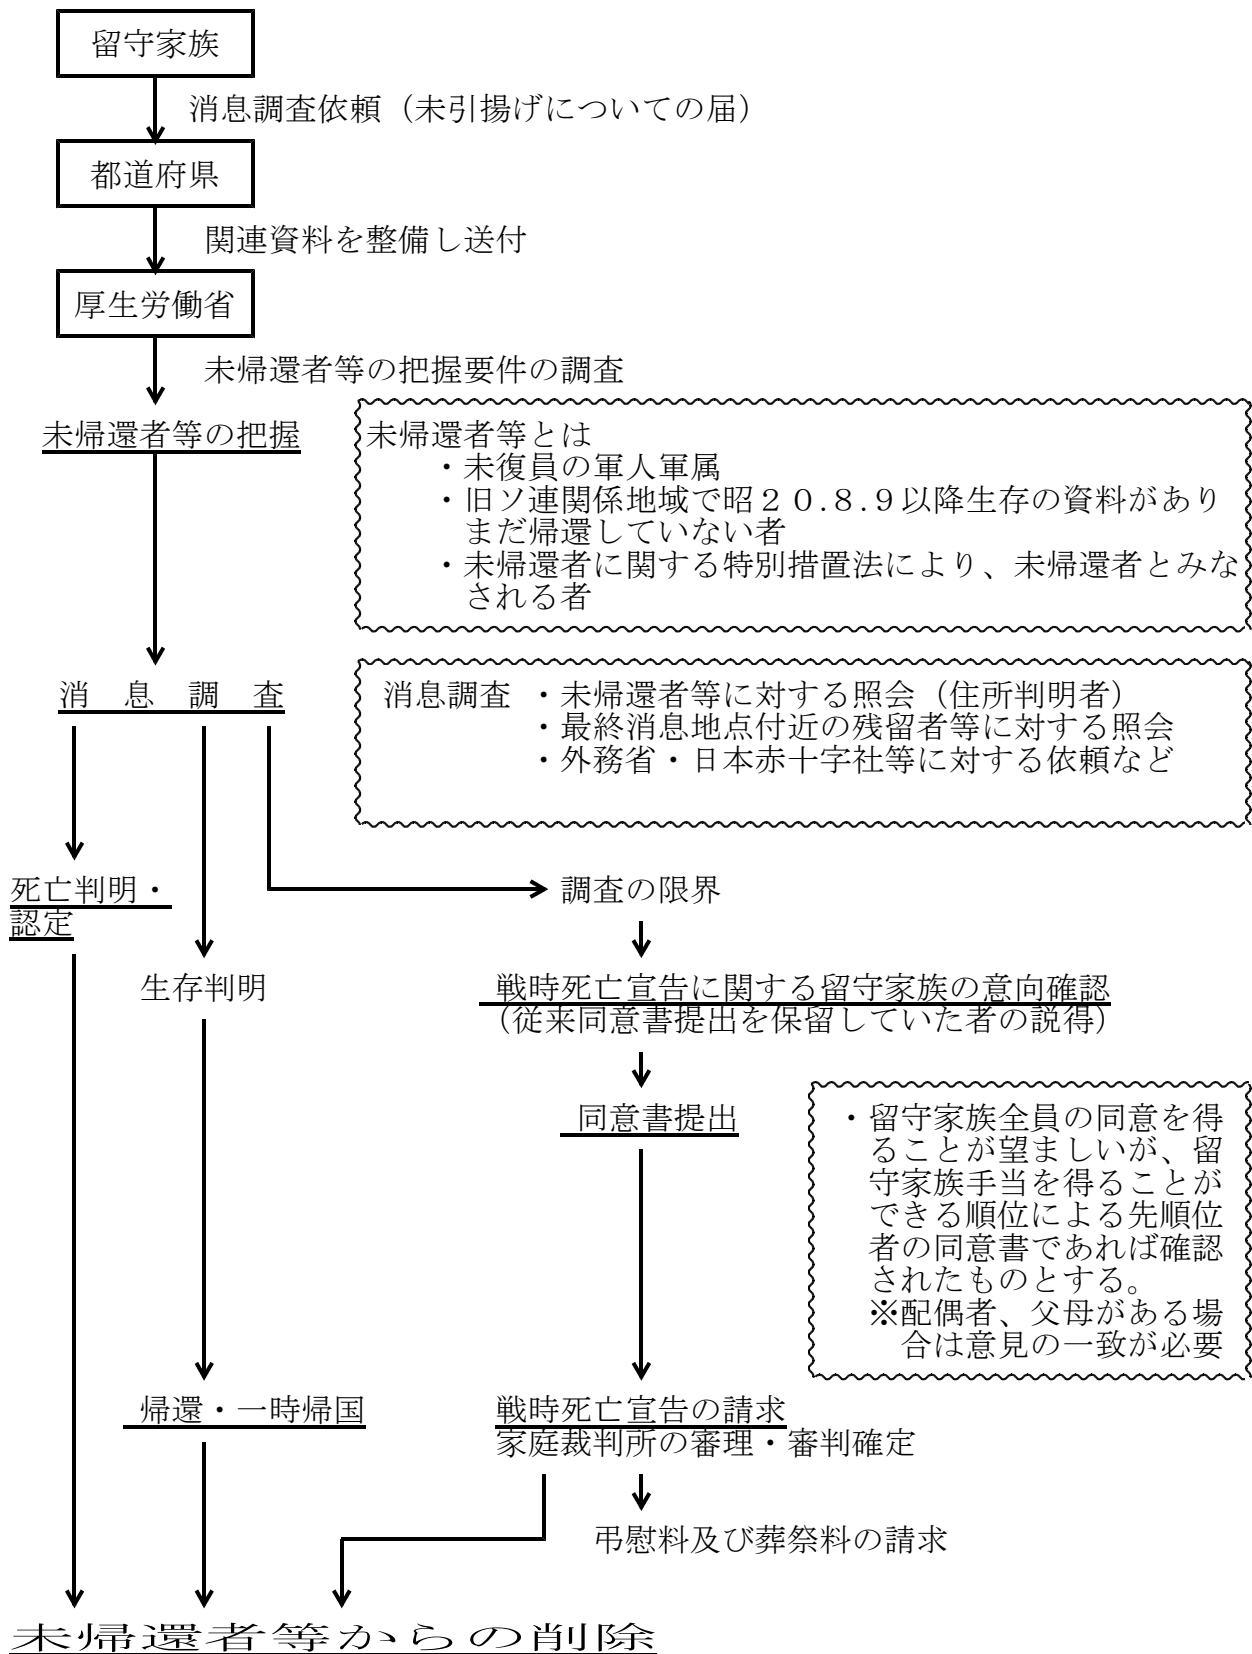 留守家族
消息調査依頼（未引揚げについての届）
都道府県
関連資料を整備し送付
厚生労働省
未帰還者等の把握要件の調査
未帰還者等の把握
未帰還者等とは
・未復員の軍人軍属
・旧ソ連関係地域で昭２０.８.９以降生存の資料があり
まだ帰還していない者
・未帰還者に関する特別措置法により、未帰還者とみな
される者
消　息　調　査
消息調査 ・未帰還者等に対する照会（住所判明者）
・最終消息地点付近の残留者等に対する照会
・外務省・日本赤十字社等に対する依頼など
死亡判明・
認定
調査の限界
生存判明
戦時死亡宣告に関する留守家族の意向確認
（従来同意書提出を保留していた者の説得）
同意書提出
・留守家族全員の同意を得
ることが望ましいが、留
守家族手当を得ることが
できる順位による先順位
者の同意書であれば確認
されたものとする。
※配偶者、父母がある場
合は意見の一致が必要
帰還・一時帰国
戦時死亡宣告の請求
家庭裁判所の審理・審判確定
弔慰料及び葬祭料の請求
未帰還者等からの削除